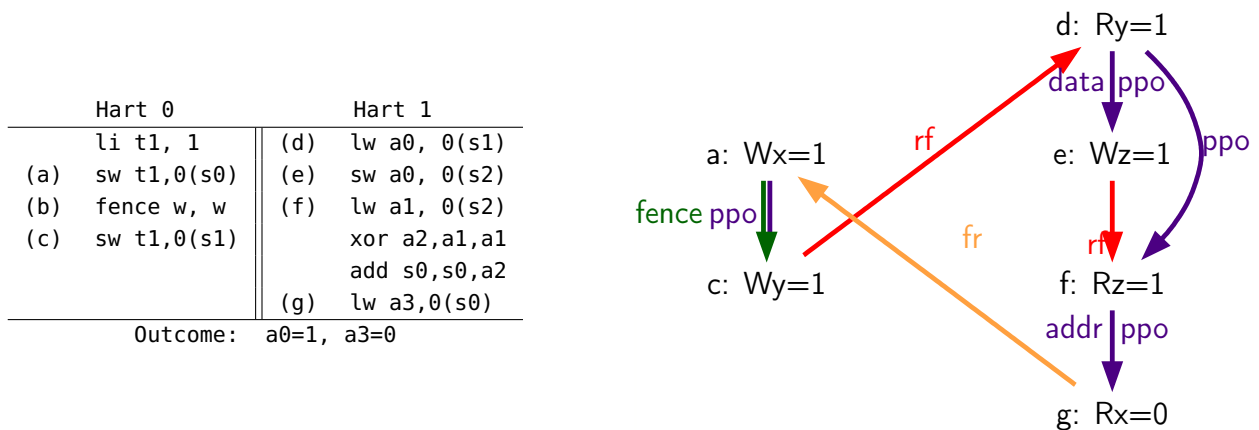 Hart 0 Hart 1
li t1, 1 (d) lw a0, 0(s1)
(a) sw t1,0(s0) (e) sw a0, 0(s2)
(b) fence w, w (f) lw a1, 0(s2)
(c) sw t1,0(s1) xor a2,a1,a1
add s0,s0,a2
(g) lw a3,0(s0)
Outcome: a0=1, a3=0
d: Ry=1
data ppo
rf
ppo
a: Wx=1
e: Wz=1
fence ppo
fr
rf
c: Wy=1
f: Rz=1
addr ppo
g: Rx=0